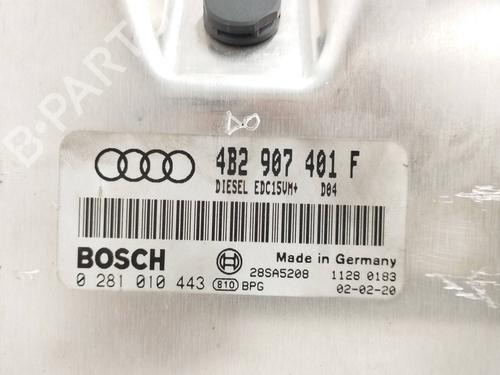 B-PARTS
4B2 907 401 F
DIESEL EDC15VM+ D04
BOSCH
Made in Germany
28SA5208 1128 0183
0 281 010 443 810 BPG 02-02-20